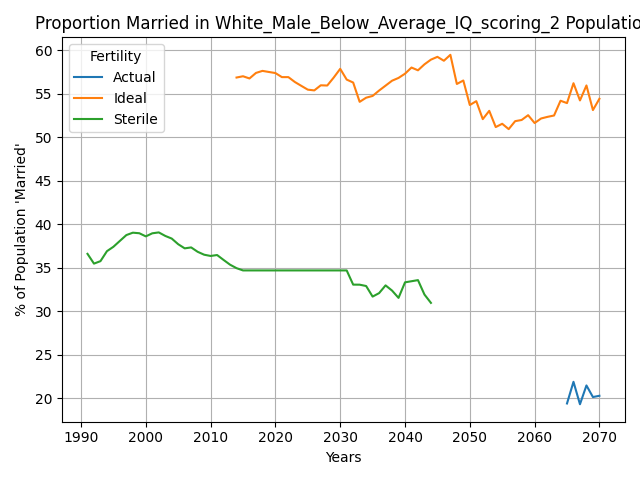 Proportion Married in White_Male_Below_Average_IQ_scoring_2 Populatio
% of Population 'Married'
60
55
50
45
40
35
30
25
20
Fertility
Actual
Ideal
Sterile
1990 2000 2010 2020 2030 2040 2050 2060 2070
Years